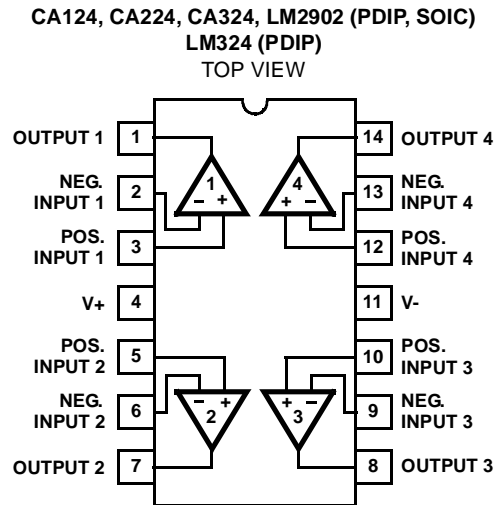 CA124, CA224, CA324, LM2902 (PDIP, SOIC)
LM324 (PDIP)
TOP VIEW
OUTPUT 1 1
14 OUTPUT 4
NEG.
INPUT 1 2
1
− +
4
+ −
13 NEG.
INPUT 4
POS.
INPUT 1 3
12 POS.
INPUT 4
V+ 4
11 V-
POS.
INPUT 2 5
10 POS.
INPUT 3
NEG.
INPUT 2 6
− +
2
+ −
3
9 NEG.
INPUT 3
OUTPUT 2 7
8 OUTPUT 3